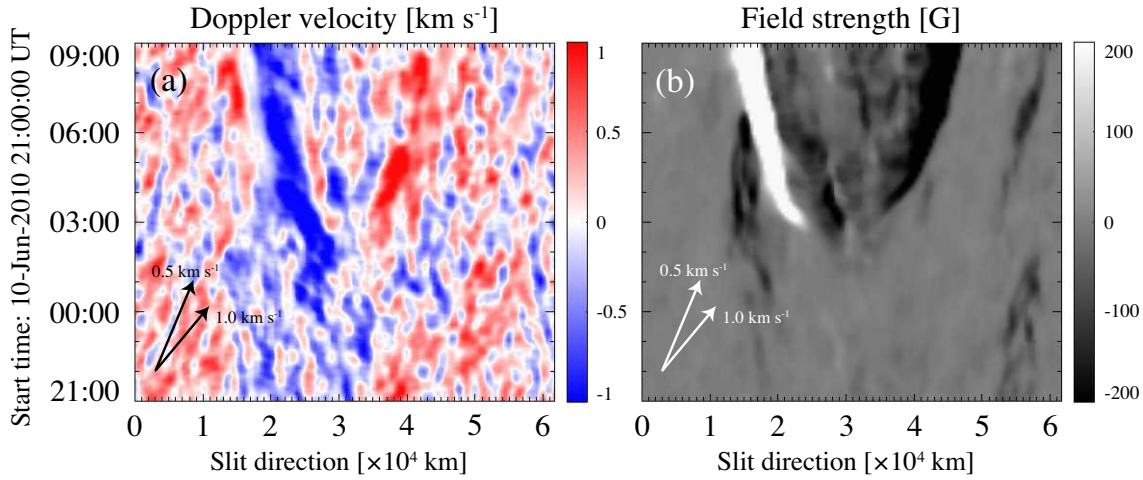 Doppler velocity [km s⁻¹]
Field strength [G]
Start time: 10-Jun-2010 21:00:00 UT
09:00
06:00
03:00
00:00
21:00
(a)
0.5 km s⁻¹
1.0 km s⁻¹
0 1 2 3 4 5 6
Slit direction [×10⁴ km]
1
0.5
0
-0.5
-1
(b)
0.5 km s⁻¹
1.0 km s⁻¹
0 1 2 3 4 5 6
Slit direction [×10⁴ km]
200
100
0
-100
-200